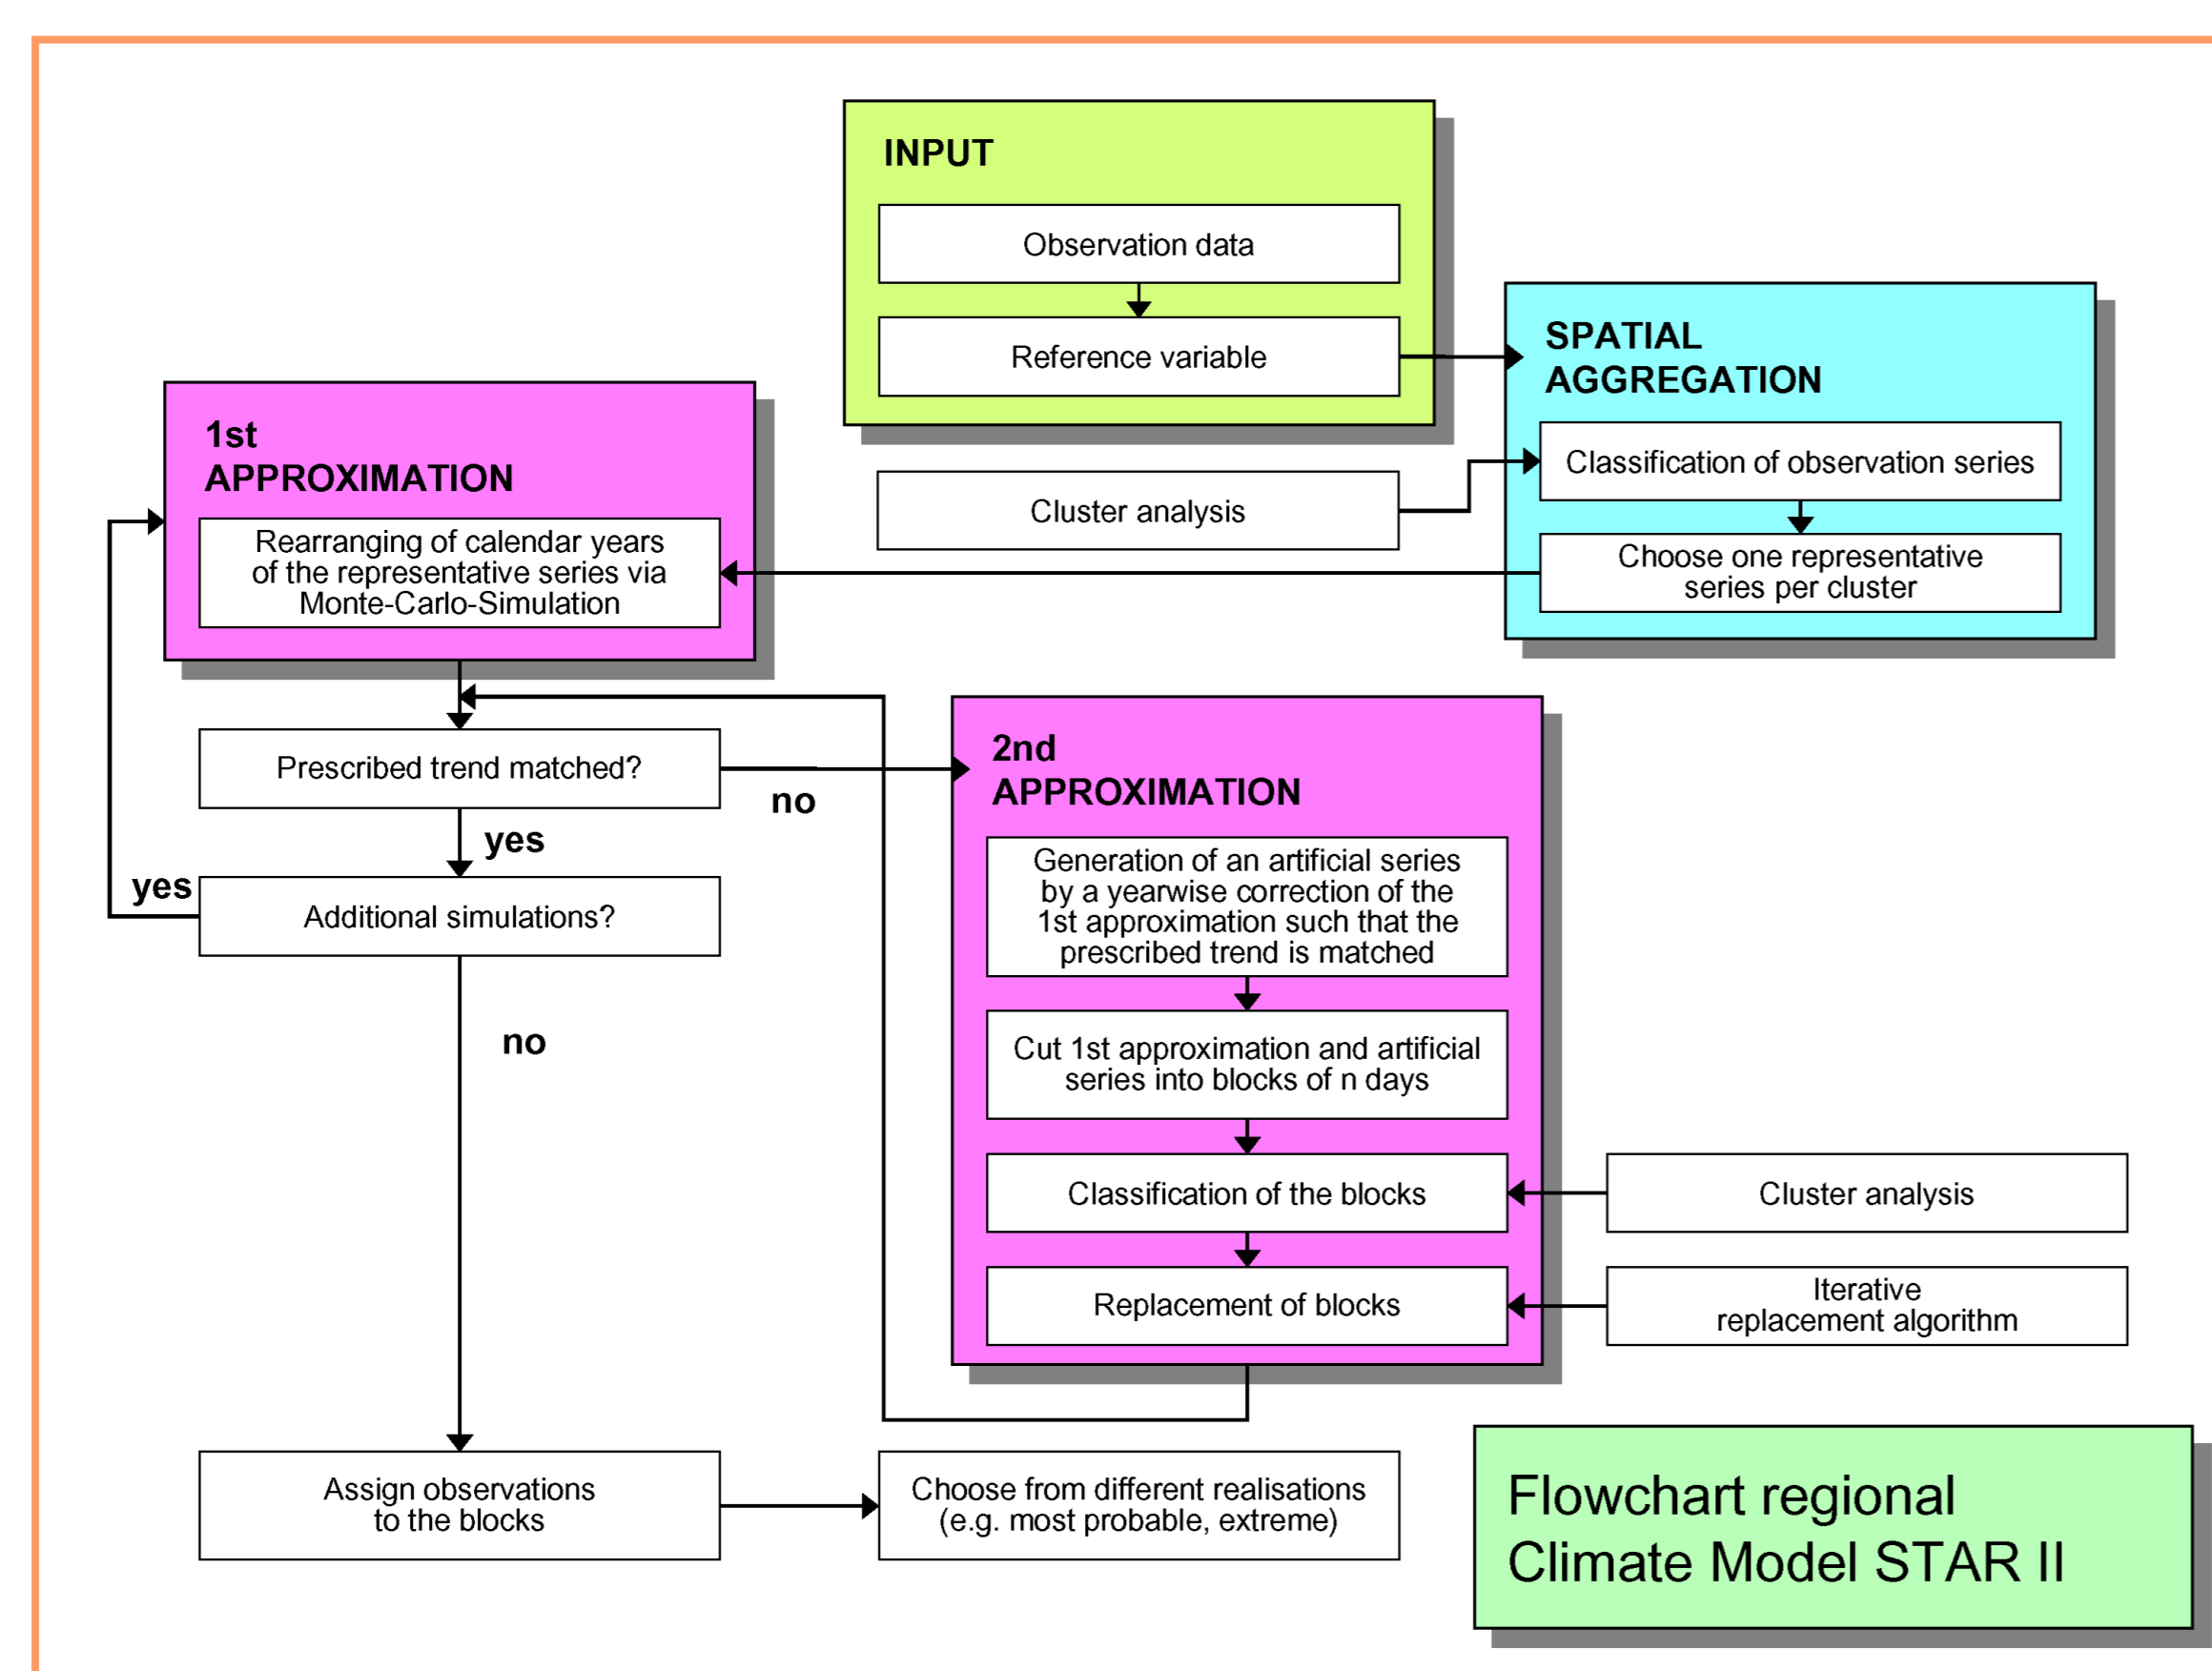 INPUT
Observation data
Reference variable
SPATIAL
AGGREGATION
Classification of observation series
Choose one representative
series per cluster
Cluster analysis
1st
APPROXIMATION
Rearranging of calendar years
of the representative series via
Monte-Carlo-Simulation
Prescribed trend matched?
no
yes
yes
Additional simulations?
no
2nd
APPROXIMATION
Generation of an artificial series
by a yearwise correction of the
1st approximation such that the
prescribed trend is matched
Cut 1st approximation and artificial
series into blocks of n days
Classification of the blocks
Cluster analysis
Replacement of blocks
Iterative
replacement algorithm
Assign observations
to the blocks
Choose from different realisations
(e.g. most probable, extreme)
Flowchart regional
Climate Model STAR II